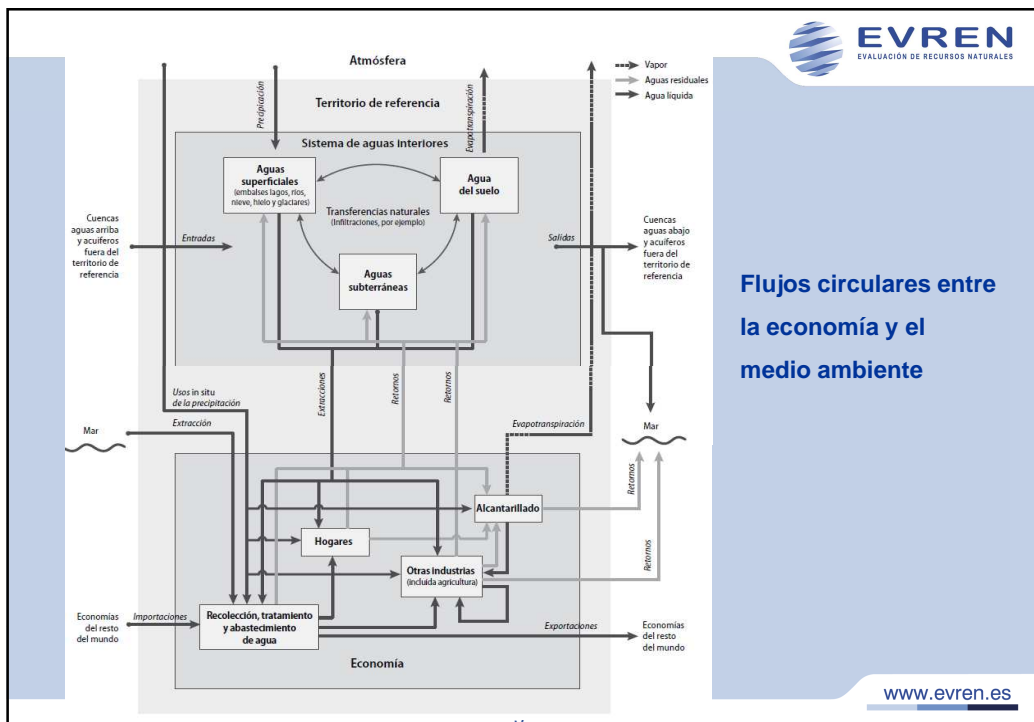 EVREN
EVALUACIÓN DE RECURSOS NATURALES
Atmósfera
Vapor
Aguas residuales
Agua líquida
Precipicación
Evapotranspiración
Territorio de referencia
Sistema de aguas interiores
Aguas
superficiales
(embalses lagos, ríos,
nieve, hielo y glaciares)
Agua
del suelo
Transferencias naturales
(Infiltraciones, por ejemplo)
Cuencas
aguas arriba
y acuíferos
fuera del
territorio de
referencia
Entradas
Salidas
Cuencas
aguas abajo
y acuíferos
fuera del
territorio de
referencia
Aguas
subterráneas
Flujos circulares entre
la economía y el
medio ambiente
Usos in situ
de la precipitación
Extracciones
Retornos
Retornos
Mar
Extracción
Evapotranspiración
Mar
Retornos
Retornos
Alcantarillado
Hogares
Otras industrias
(incluida agricultura)
Economías
del resto
del mundo
Importaciones
Recolección, tratamiento
y abastecimiento
de agua
Exportaciones
Economías
del resto
del mundo
Economía
www.evren.es